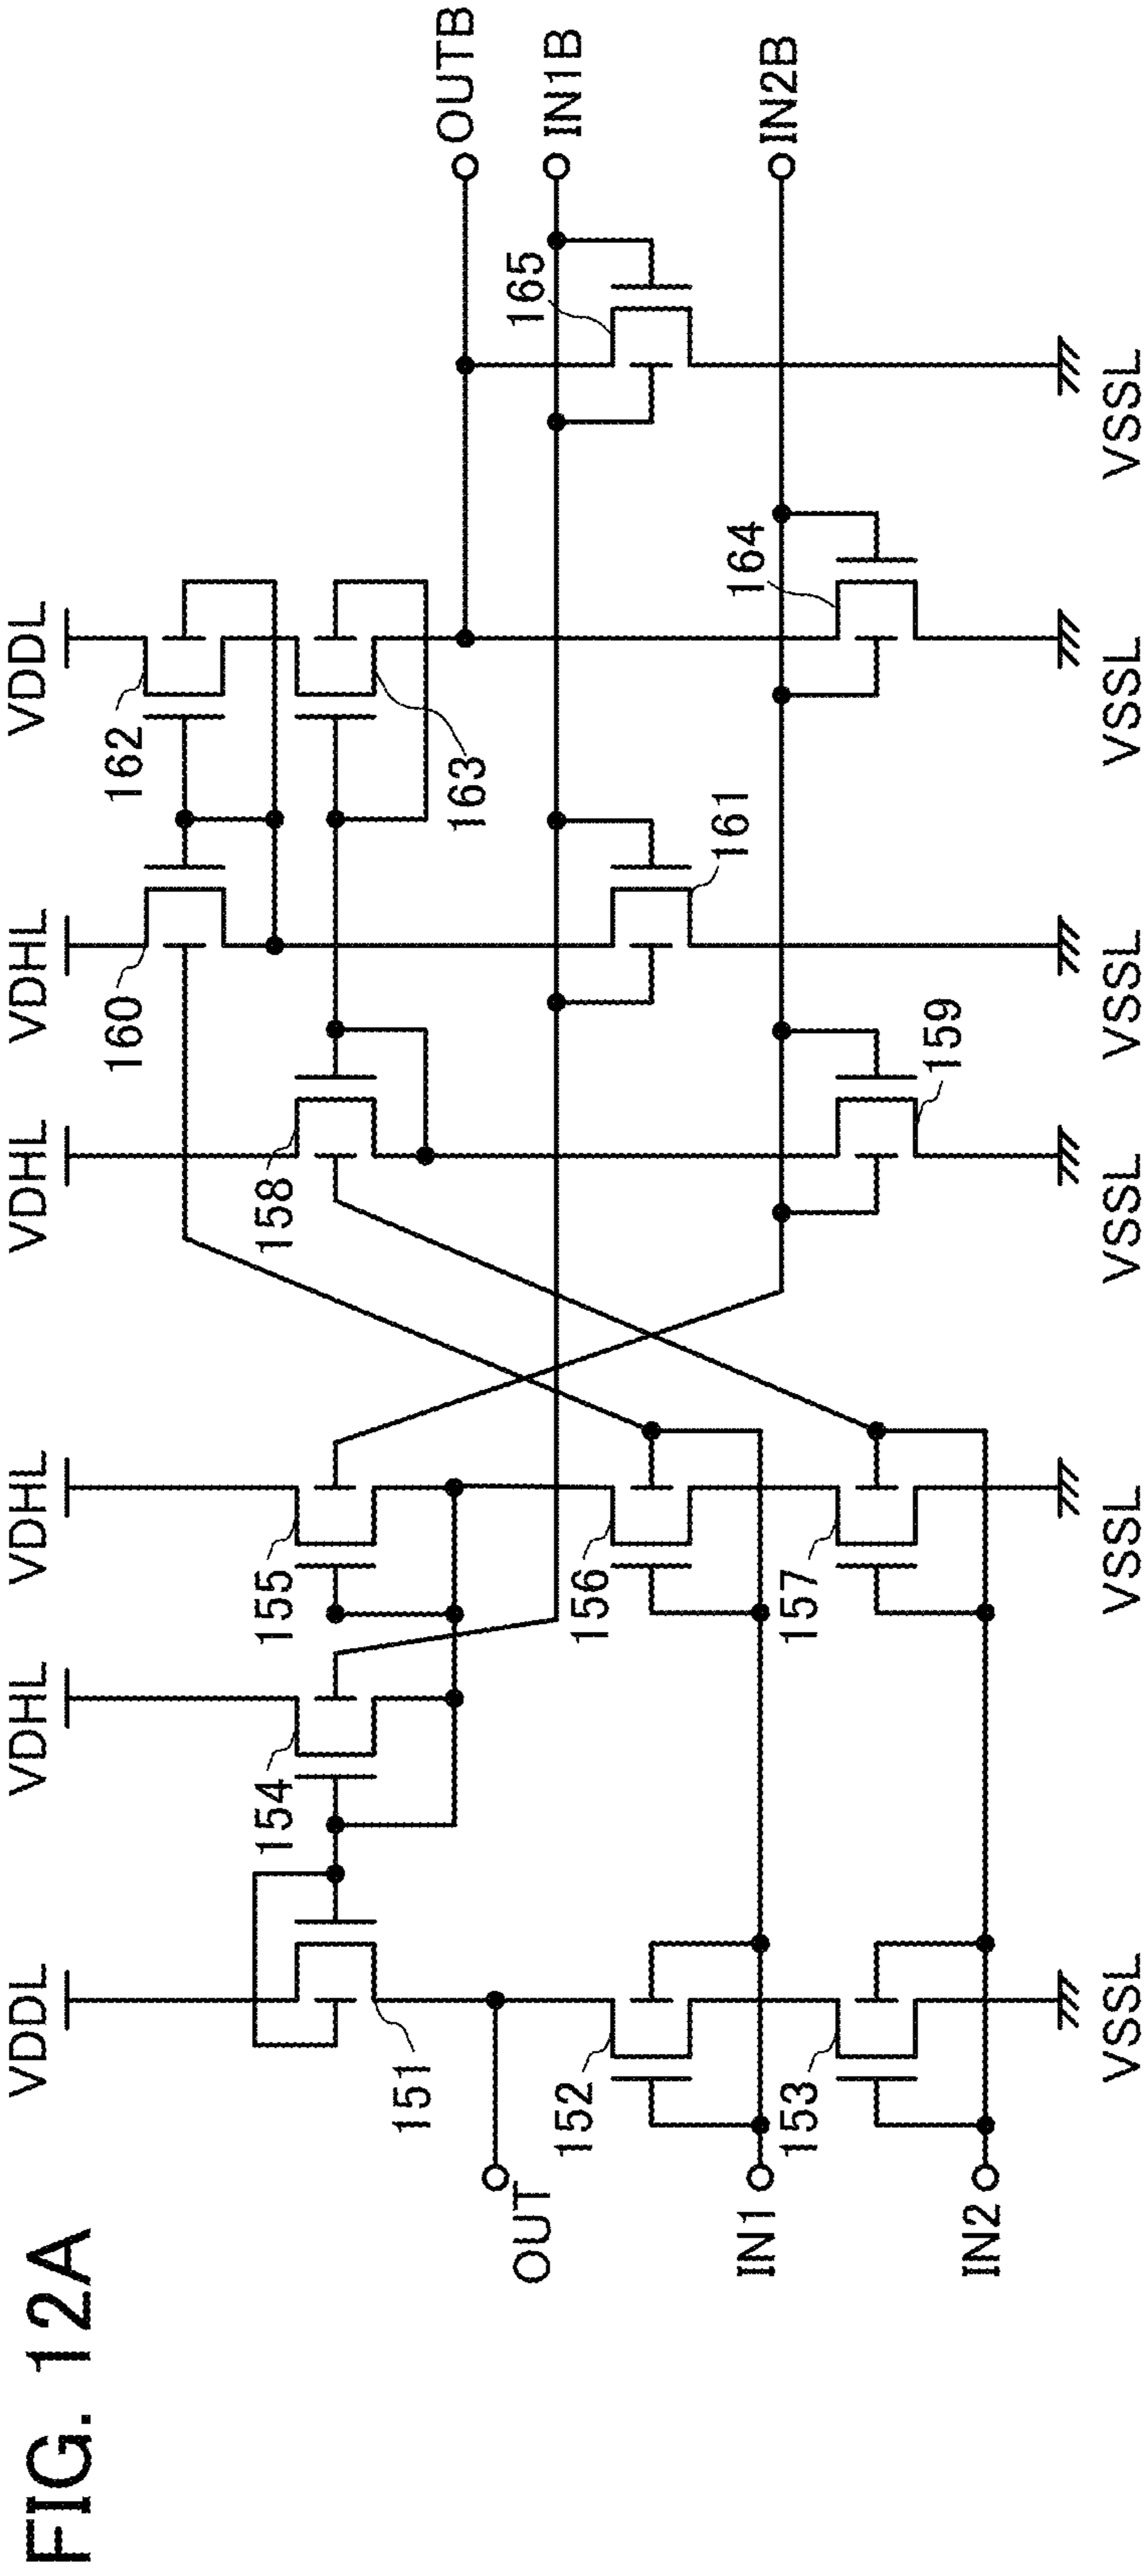 FIG. 12A
VDDL
VDHL
VDHL
VDHL
VDHL
VDDL
151
154
155
158
160
162
163
OUT
OUTB
152
156
161
165
IN1
IN1B
153
157
159
164
IN2
IN2B
VSSL
VSSL
VSSL
VSSL
VSSL
VSSL